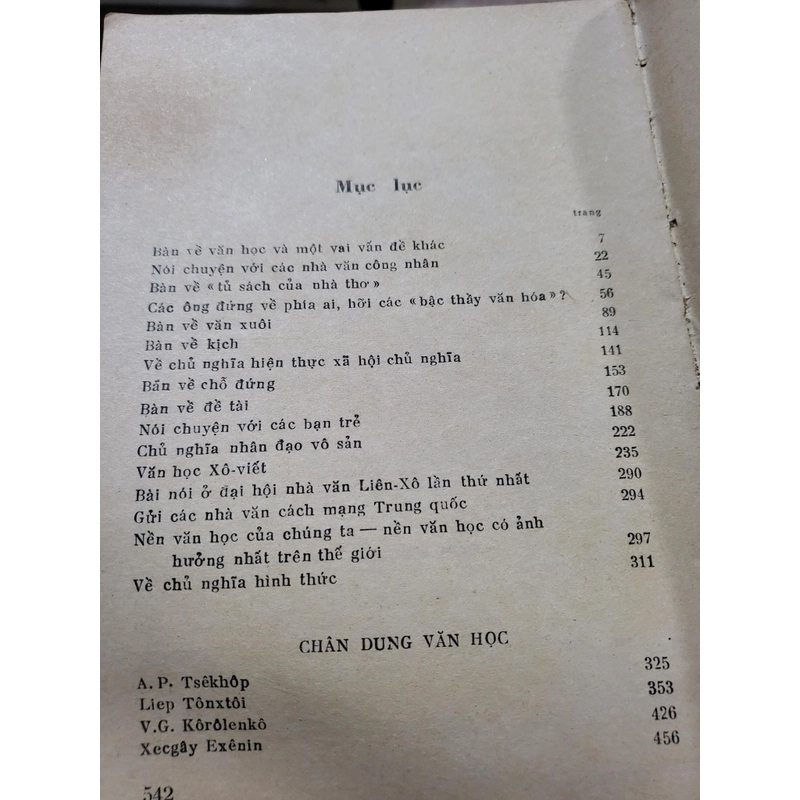 Mục lục
trang
Bàn về văn học và một vai vấn đề khác 7
Nói chuyện với các nhà văn công nhân 22
Bàn về «tủ sách của nhà thơ» 45
Các ông đứng về phía ai, hỡi các «bậc thầy văn hóa»? 56
Bàn về văn xuôi 89
Bàn về kịch 114
Về chủ nghĩa hiện thực xã hội chủ nghĩa 141
Bản về chỗ đứng 153
Bàn về đề tài 170
Nói chuyện với các bạn trẻ 188
Chủ nghĩa nhân đạo vô sản 222
Văn học Xô-viết 235
Bài nói ở đại hội nhà văn Liên-Xô lần thứ nhất 290
Gửi các nhà văn cách mạng Trung quốc 294
Nền văn học của chúng ta — nền văn học có ảnh
hưởng nhất trên thế giới 297
Về chủ nghĩa hình thức 311
CHÂN DUNG VĂN HỌC
A. P. Tsêkhôp 325
Liep Tônxtôi 353
V.G. Kôrôlenkô 426
Xecgây Exênin 456
542